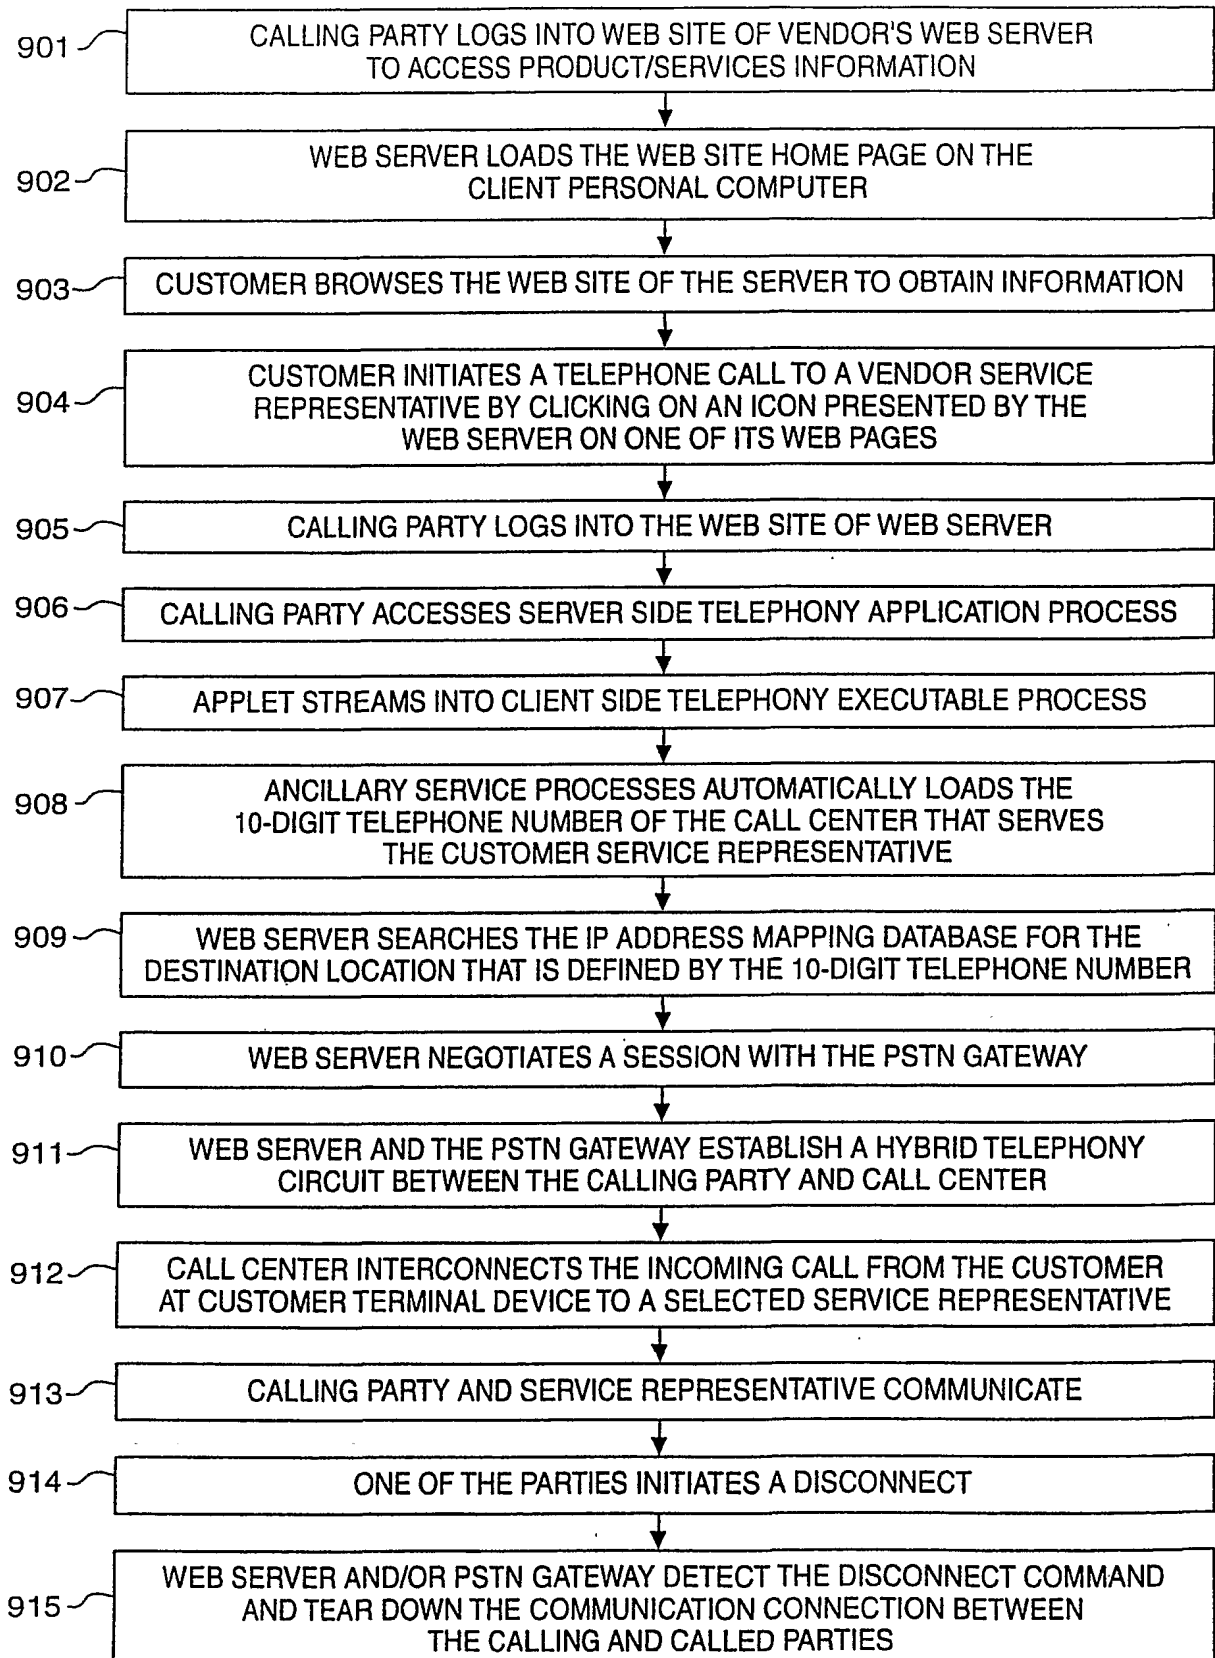 901
CALLING PARTY LOGS INTO WEB SITE OF VENDOR'S WEB SERVER
TO ACCESS PRODUCT/SERVICES INFORMATION
902
WEB SERVER LOADS THE WEB SITE HOME PAGE ON THE
CLIENT PERSONAL COMPUTER
903
CUSTOMER BROWSES THE WEB SITE OF THE SERVER TO OBTAIN INFORMATION
904
CUSTOMER INITIATES A TELEPHONE CALL TO A VENDOR SERVICE
REPRESENTATIVE BY CLICKING ON AN ICON PRESENTED BY THE
WEB SERVER ON ONE OF ITS WEB PAGES
905
CALLING PARTY LOGS INTO THE WEB SITE OF WEB SERVER
906
CALLING PARTY ACCESSES SERVER SIDE TELEPHONY APPLICATION PROCESS
907
APPLET STREAMS INTO CLIENT SIDE TELEPHONY EXECUTABLE PROCESS
908
ANCILLARY SERVICE PROCESSES AUTOMATICALLY LOADS THE
10-DIGIT TELEPHONE NUMBER OF THE CALL CENTER THAT SERVES
THE CUSTOMER SERVICE REPRESENTATIVE
909
WEB SERVER SEARCHES THE IP ADDRESS MAPPING DATABASE FOR THE
DESTINATION LOCATION THAT IS DEFINED BY THE 10-DIGIT TELEPHONE NUMBER
910
WEB SERVER NEGOTIATES A SESSION WITH THE PSTN GATEWAY
911
WEB SERVER AND THE PSTN GATEWAY ESTABLISH A HYBRID TELEPHONY
CIRCUIT BETWEEN THE CALLING PARTY AND CALL CENTER
912
CALL CENTER INTERCONNECTS THE INCOMING CALL FROM THE CUSTOMER
AT CUSTOMER TERMINAL DEVICE TO A SELECTED SERVICE REPRESENTATIVE
913
CALLING PARTY AND SERVICE REPRESENTATIVE COMMUNICATE
914
ONE OF THE PARTIES INITIATES A DISCONNECT
915
WEB SERVER AND/OR PSTN GATEWAY DETECT THE DISCONNECT COMMAND
AND TEAR DOWN THE COMMUNICATION CONNECTION BETWEEN
THE CALLING AND CALLED PARTIES